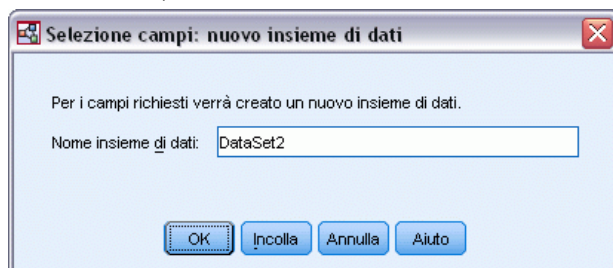 Selezione campi: nuovo insieme di dati
Per i campi richiesti verrà creato un nuovo insieme di dati.
Nome insieme di dati: DataSet2
OK Incolla Annulla Aiuto